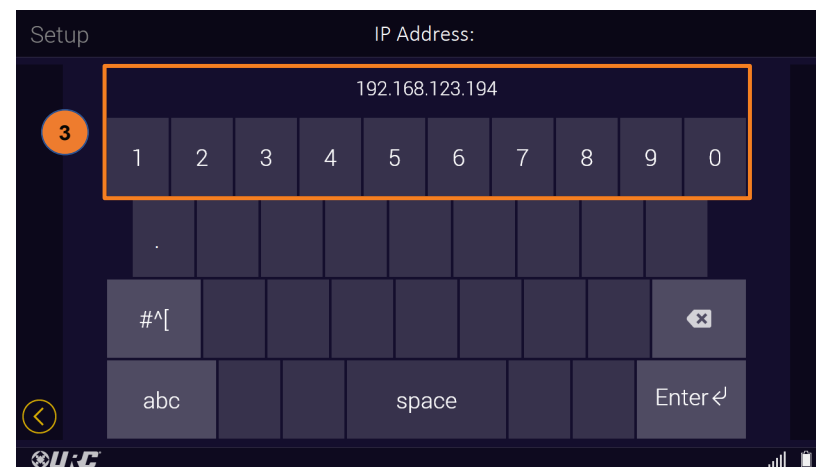 Setup
IP Address:
192.168.123.194
3
1 2 3 4 5 6 7 8 9 0
.
#^[
abc space Enter
URC